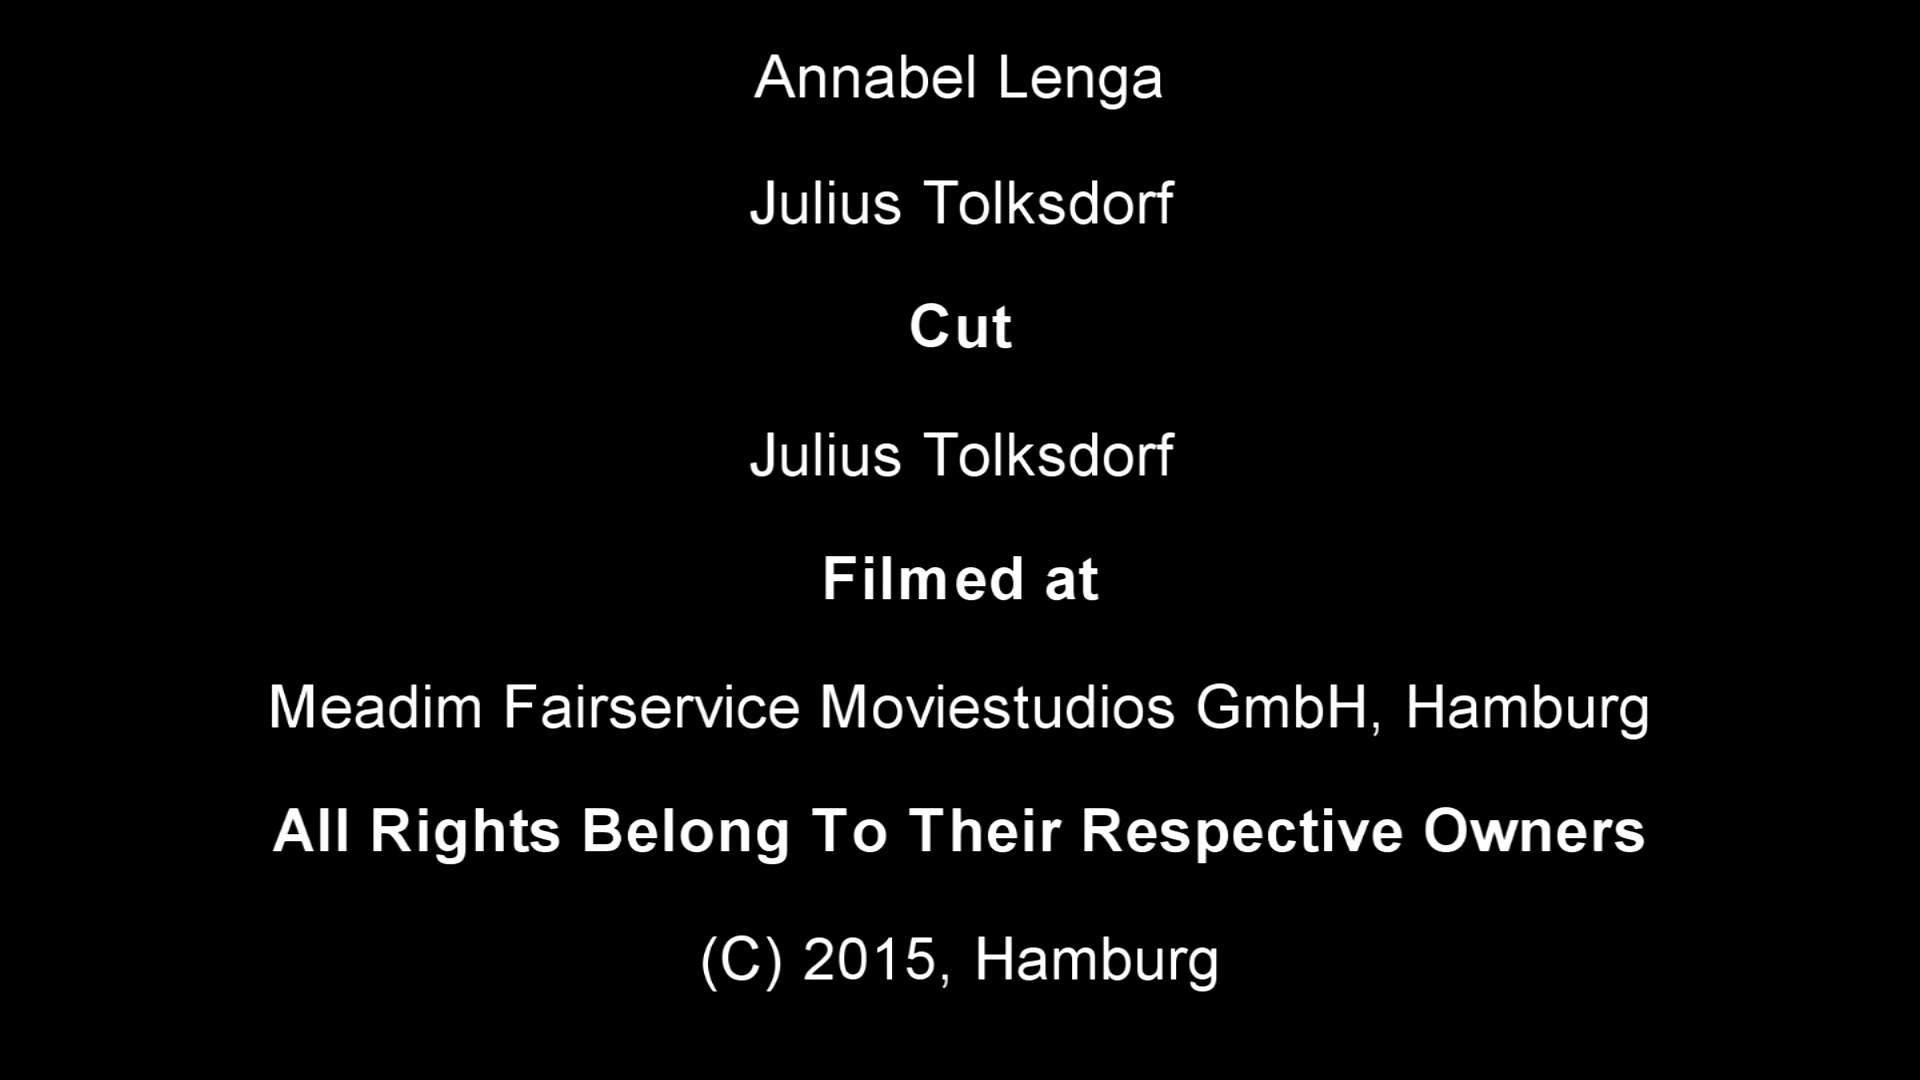 Annabel Lenga
Julius Tolksdorf
Cut
Julius Tolksdorf
Filmed at
Meadim Fairservice Moviestudios GmbH, Hamburg
All Rights Belong To Their Respective Owners
(C) 2015, Hamburg